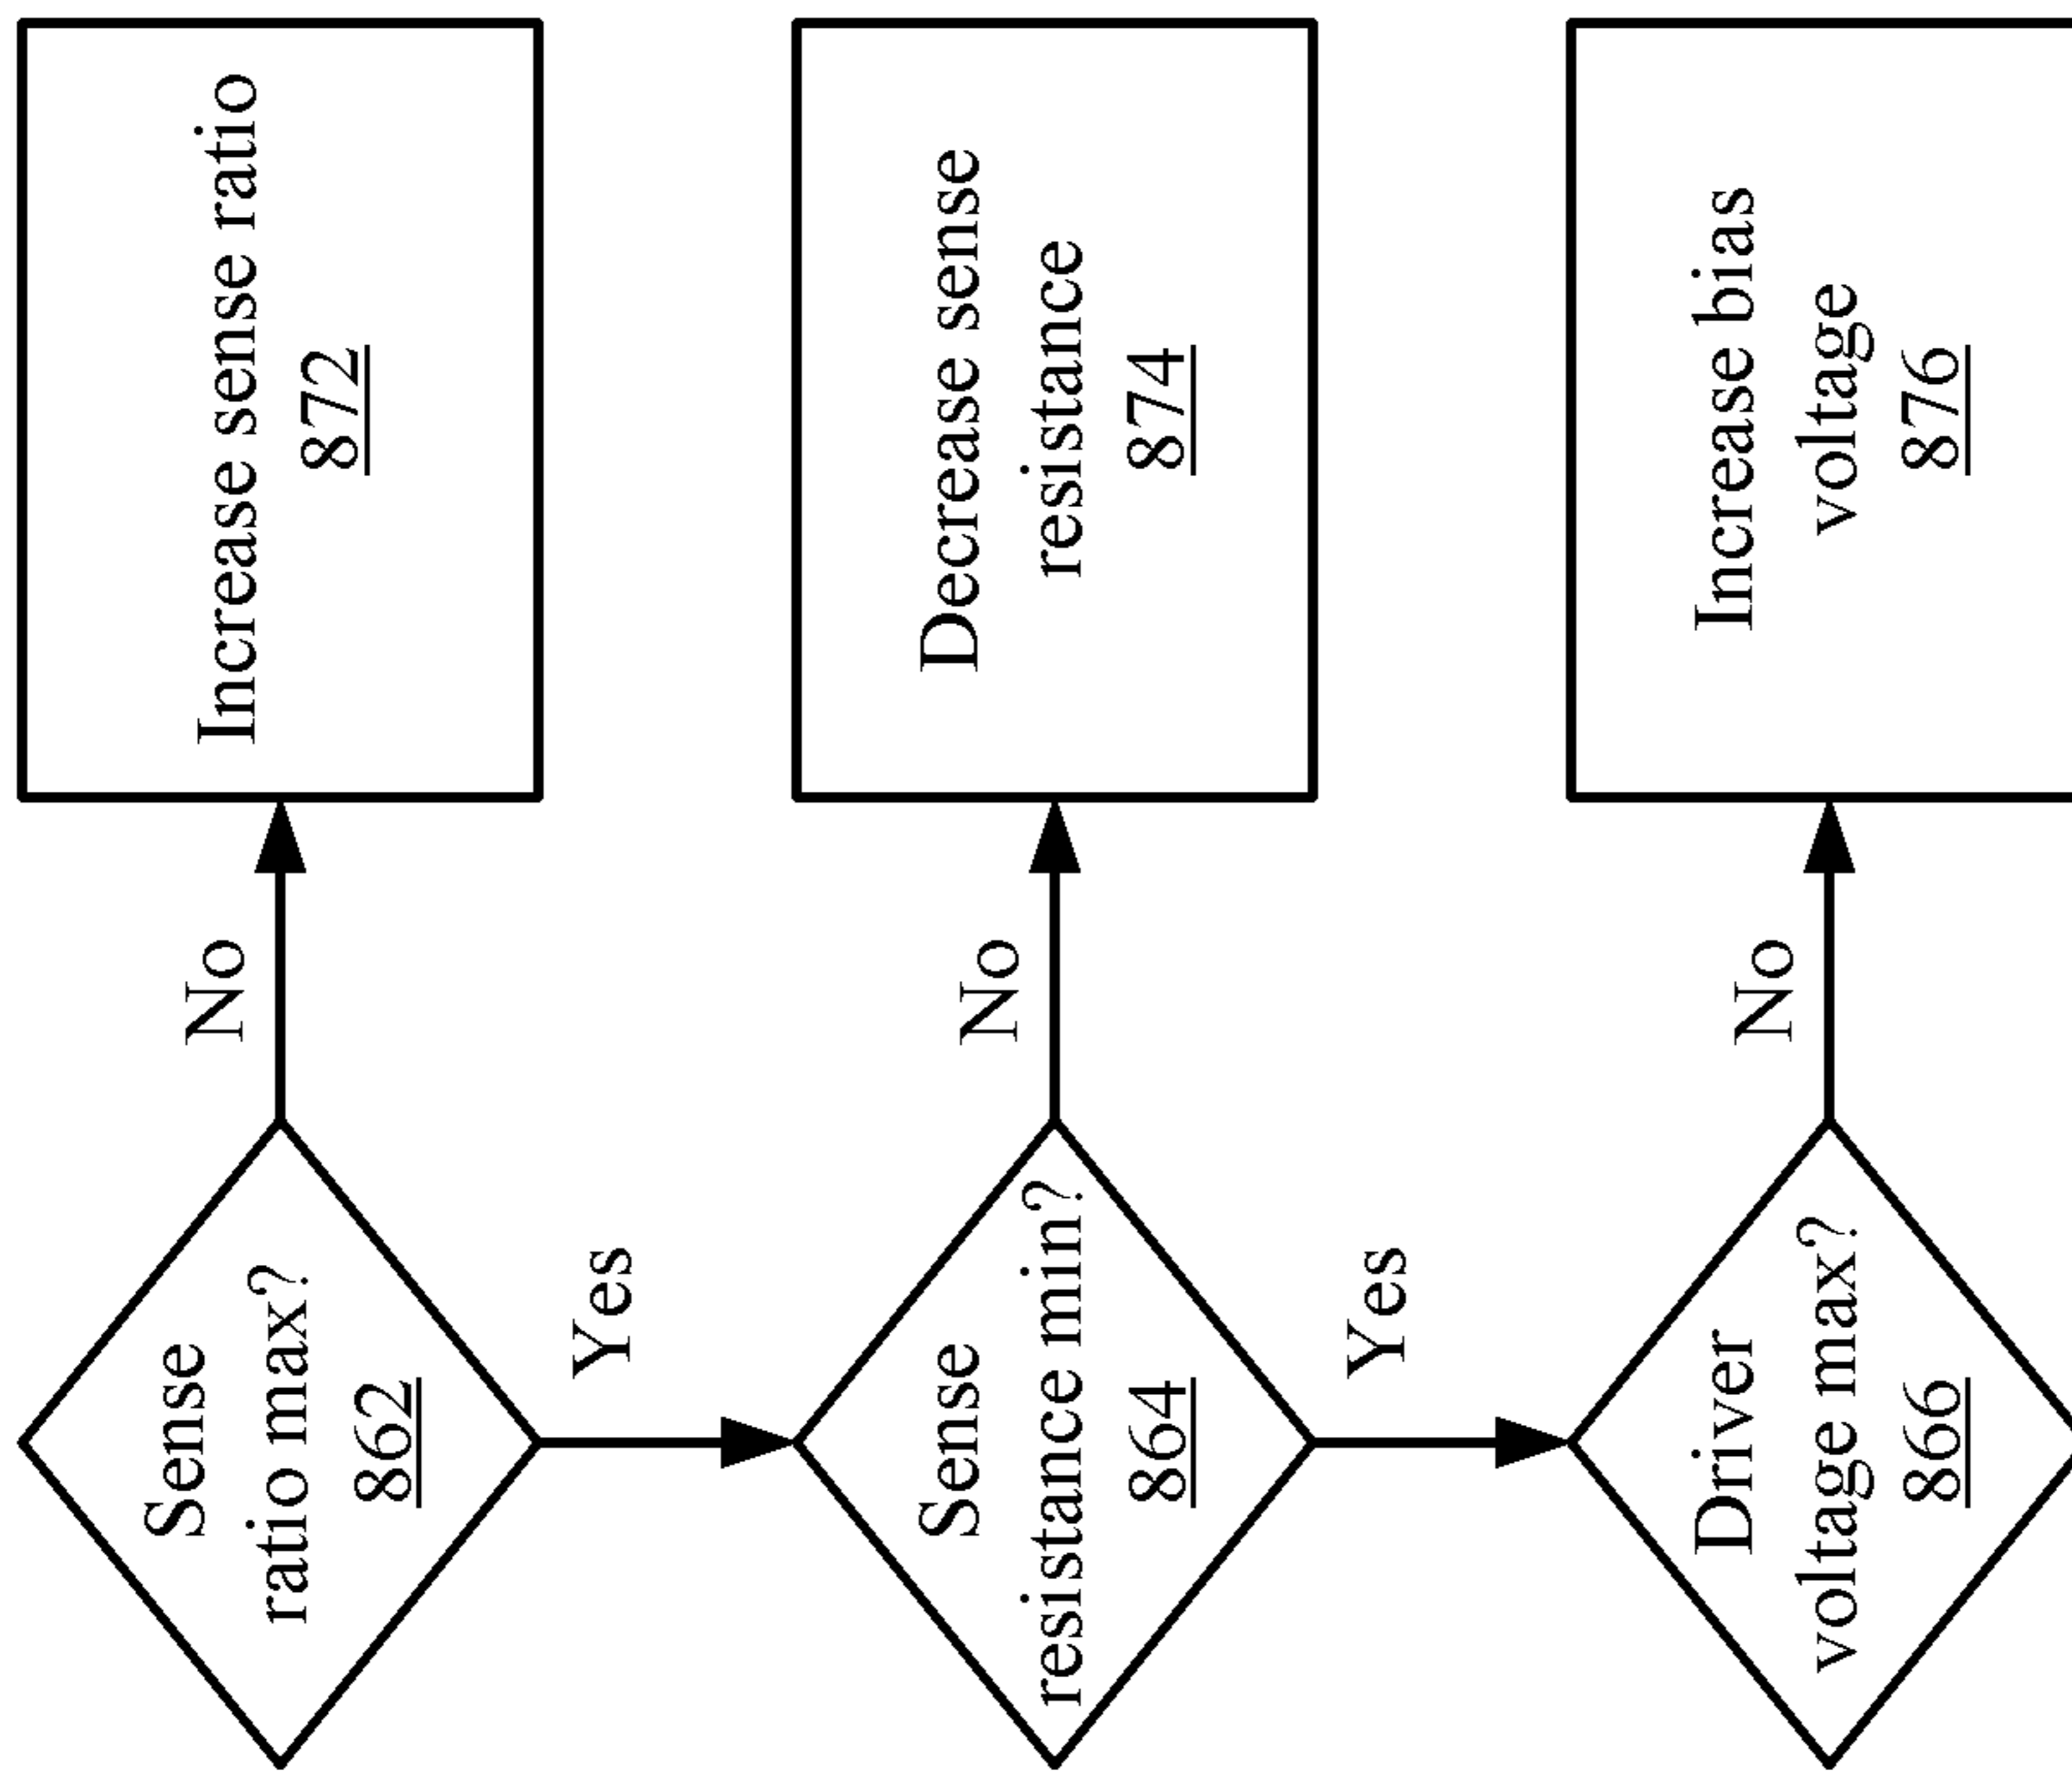 Sense
ratio max?
862
No
Increase sense ratio
872
Yes
Sense
resistance min?
864
No
Decrease sense
resistance
874
Yes
Driver
voltage max?
866
No
Increase bias
voltage
876